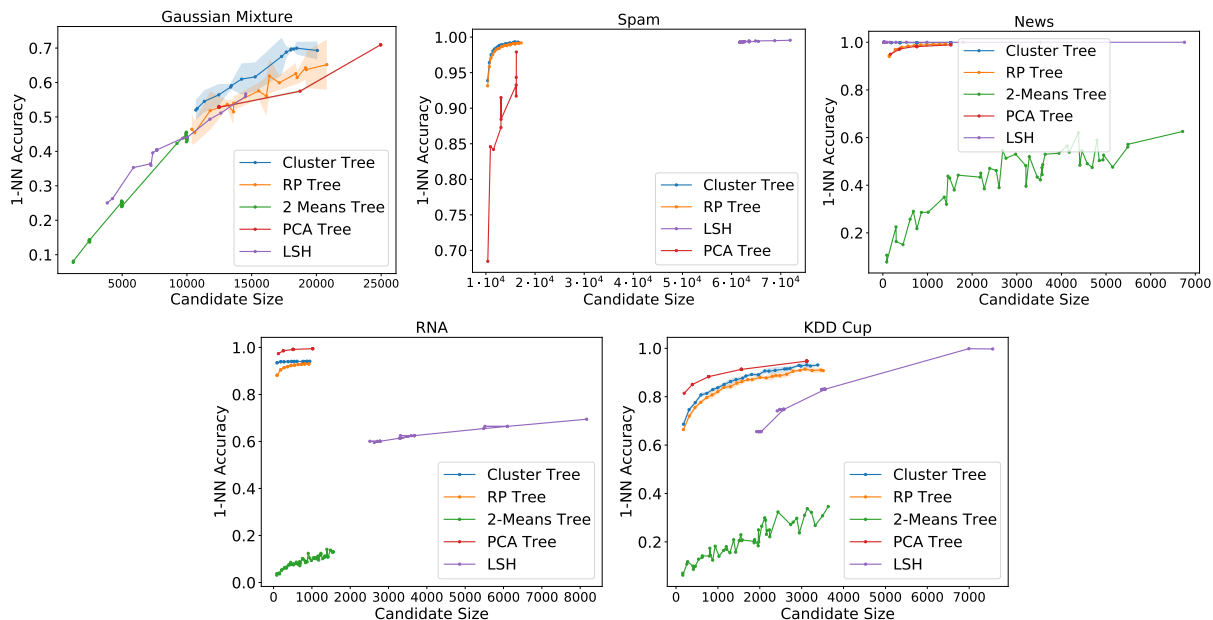 Gaussian Mixture
1-NN Accuracy
0.7
0.6
0.5
0.4
0.3
0.2
0.1
5000 10000 15000 20000 25000
Candidate Size
Cluster Tree
RP Tree
2 Means Tree
PCA Tree
LSH
Spam
1-NN Accuracy
1.00
0.95
0.90
0.85
0.80
0.75
0.70
1·10⁴ 2·10⁴ 3·10⁴ 4·10⁴ 5·10⁴ 6·10⁴ 7·10⁴
Candidate Size
Cluster Tree
RP Tree
LSH
PCA Tree
News
1-NN Accuracy
1.0
0.8
0.6
0.4
0.2
0 1000 2000 3000 4000 5000 6000 7000
Candidate Size
Cluster Tree
RP Tree
2-Means Tree
PCA Tree
LSH
RNA
1-NN Accuracy
1.0
0.8
0.6
0.4
0.2
0.0
0 1000 2000 3000 4000 5000 6000 7000 8000
Candidate Size
Cluster Tree
RP Tree
2-Means Tree
PCA Tree
LSH
KDD Cup
1-NN Accuracy
1.0
0.8
0.6
0.4
0.2
0 1000 2000 3000 4000 5000 6000 7000
Candidate Size
Cluster Tree
RP Tree
2-Means Tree
PCA Tree
LSH